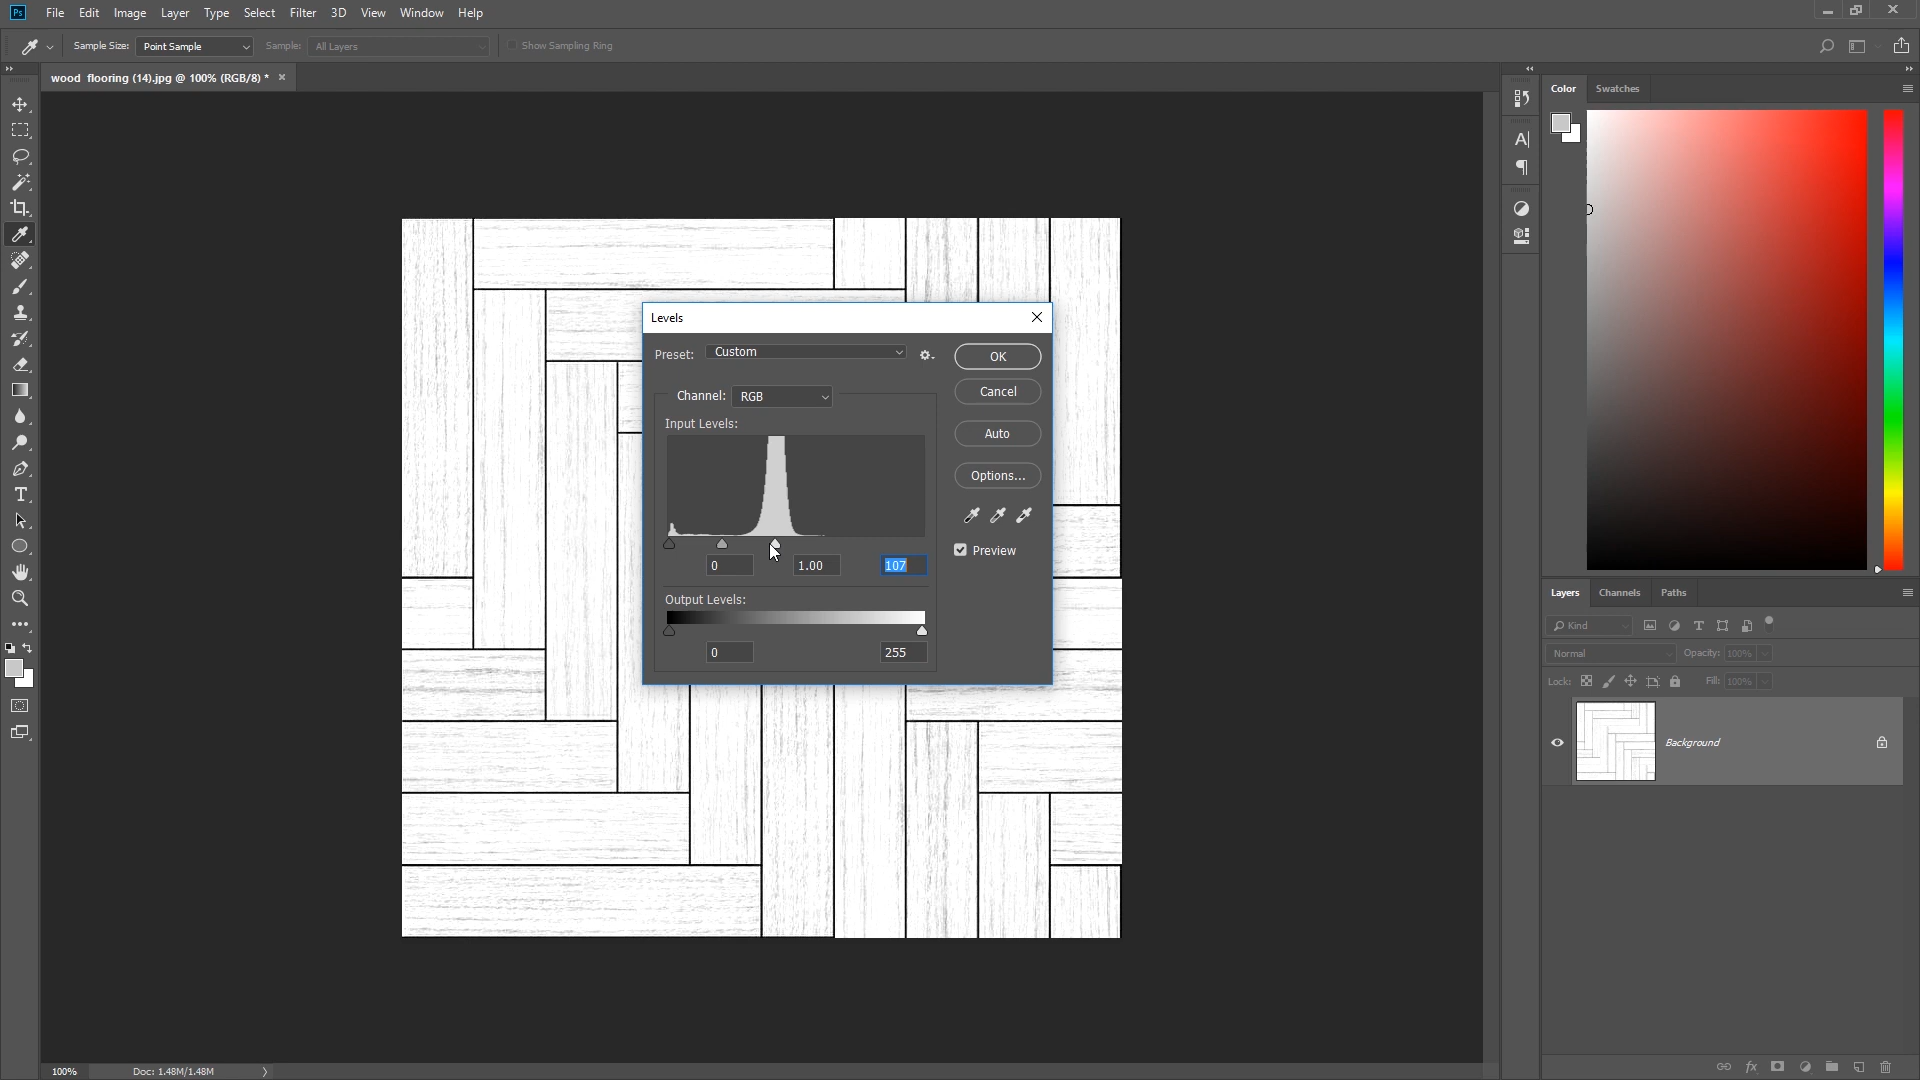 Ps File Edit Image Layer Type Select Filter 3D View Window Help
Sample Size: Point Sample Sample: All Layers Show Sampling Ring
wood flooring (14).jpg @ 100% (RGB/8) *
Color Swatches
Levels
Preset: Custom
OK
Channel: RGB
Cancel
Input Levels:
Auto
Options...
0 1.00 107
Preview
Output Levels:
0 255
Layers Channels Paths
Kind
Normal Opacity: 100%
Lock: Fill: 100%
Background
100% Doc: 1.48M/1.48M